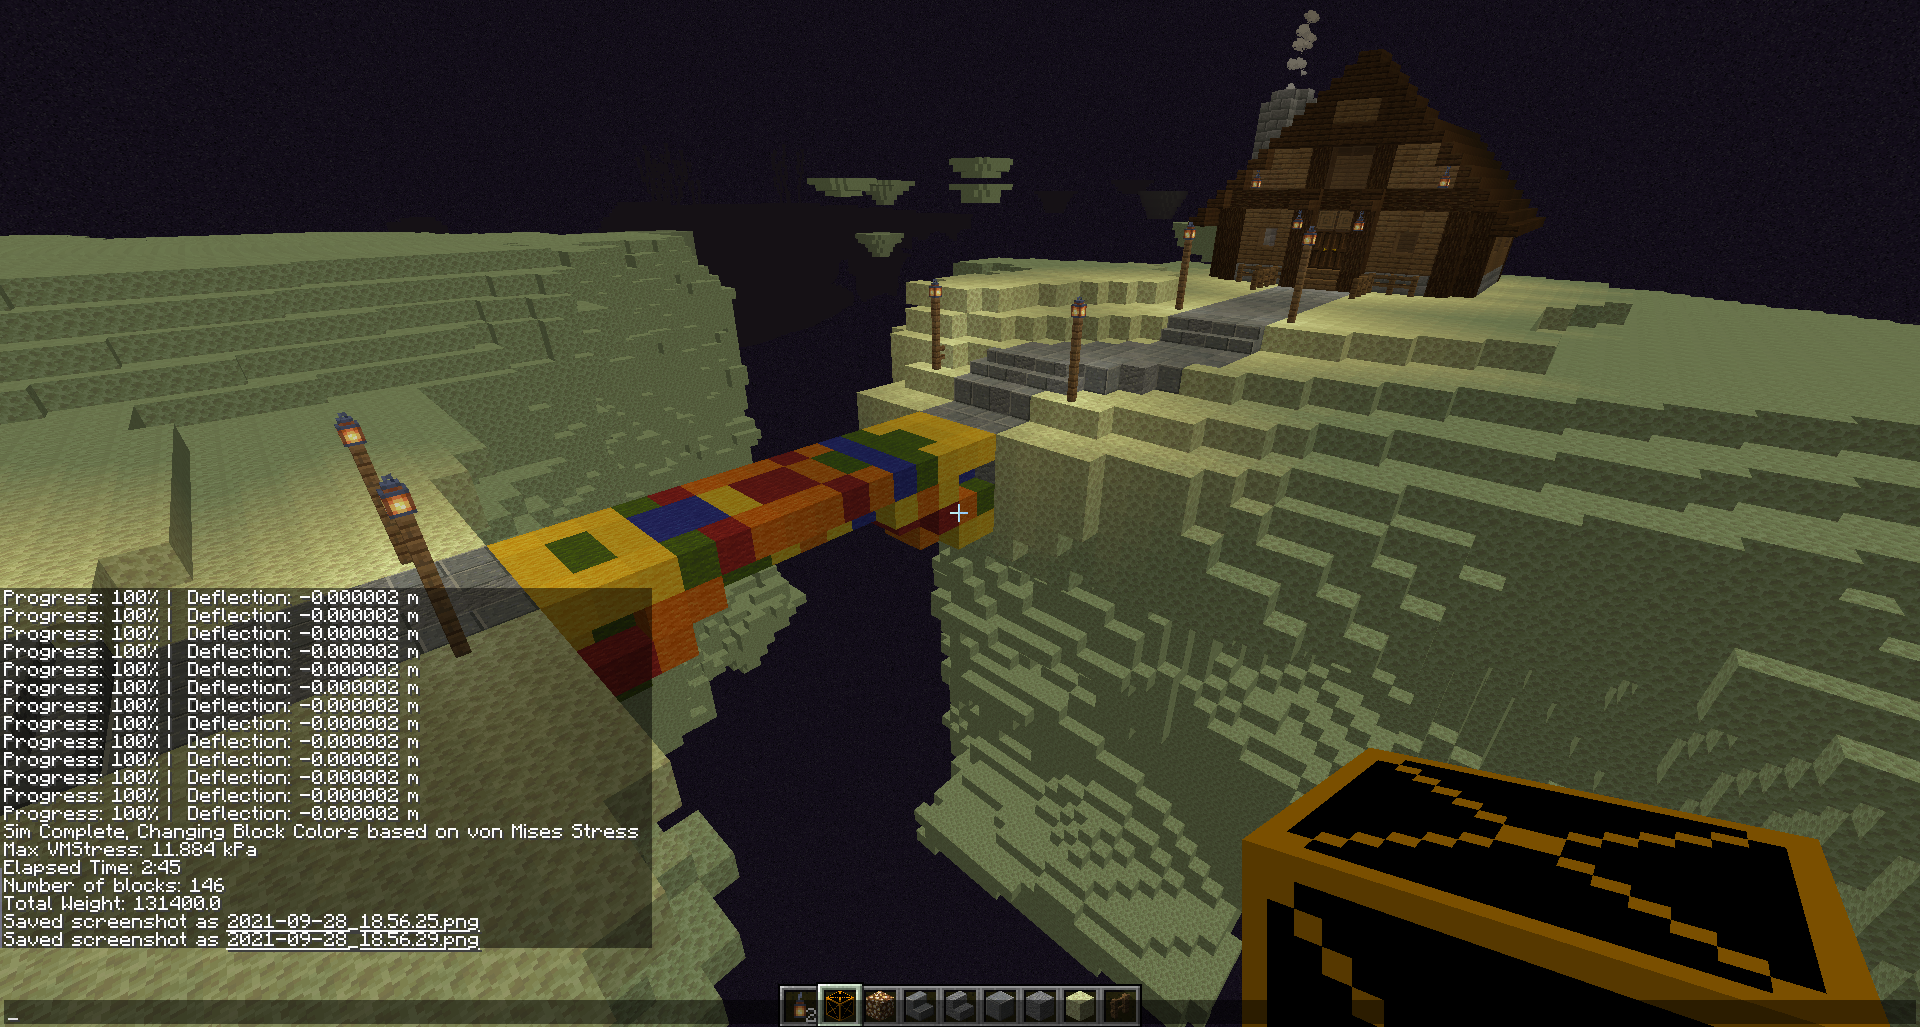 Progress: 100% |  Deflection: -0.000002 m
Progress: 100% |  Deflection: -0.000002 m
Progress: 100% |  Deflection: -0.000002 m
Progress: 100% |  Deflection: -0.000002 m
Progress: 100% |  Deflection: -0.000002 m
Progress: 100% |  Deflection: -0.000002 m
Progress: 100% |  Deflection: -0.000002 m
Progress: 100% |  Deflection: -0.000002 m
Progress: 100% |  Deflection: -0.000002 m
Progress: 100% |  Deflection: -0.000002 m
Progress: 100% |  Deflection: -0.000002 m
Progress: 100% |  Deflection: -0.000002 m
Progress: 100% |  Deflection: -0.000002 m
Sim Complete, Changing Block Colors based on von Mises Stress
Max VMStress: 11.884 kPa
Elapsed Time: 2:45
Number of blocks: 146
Total Weight: 131400.0
Saved screenshot as 2021-09-28_18.56.25.png
Saved screenshot as 2021-09-28_18.56.29.png
2
_